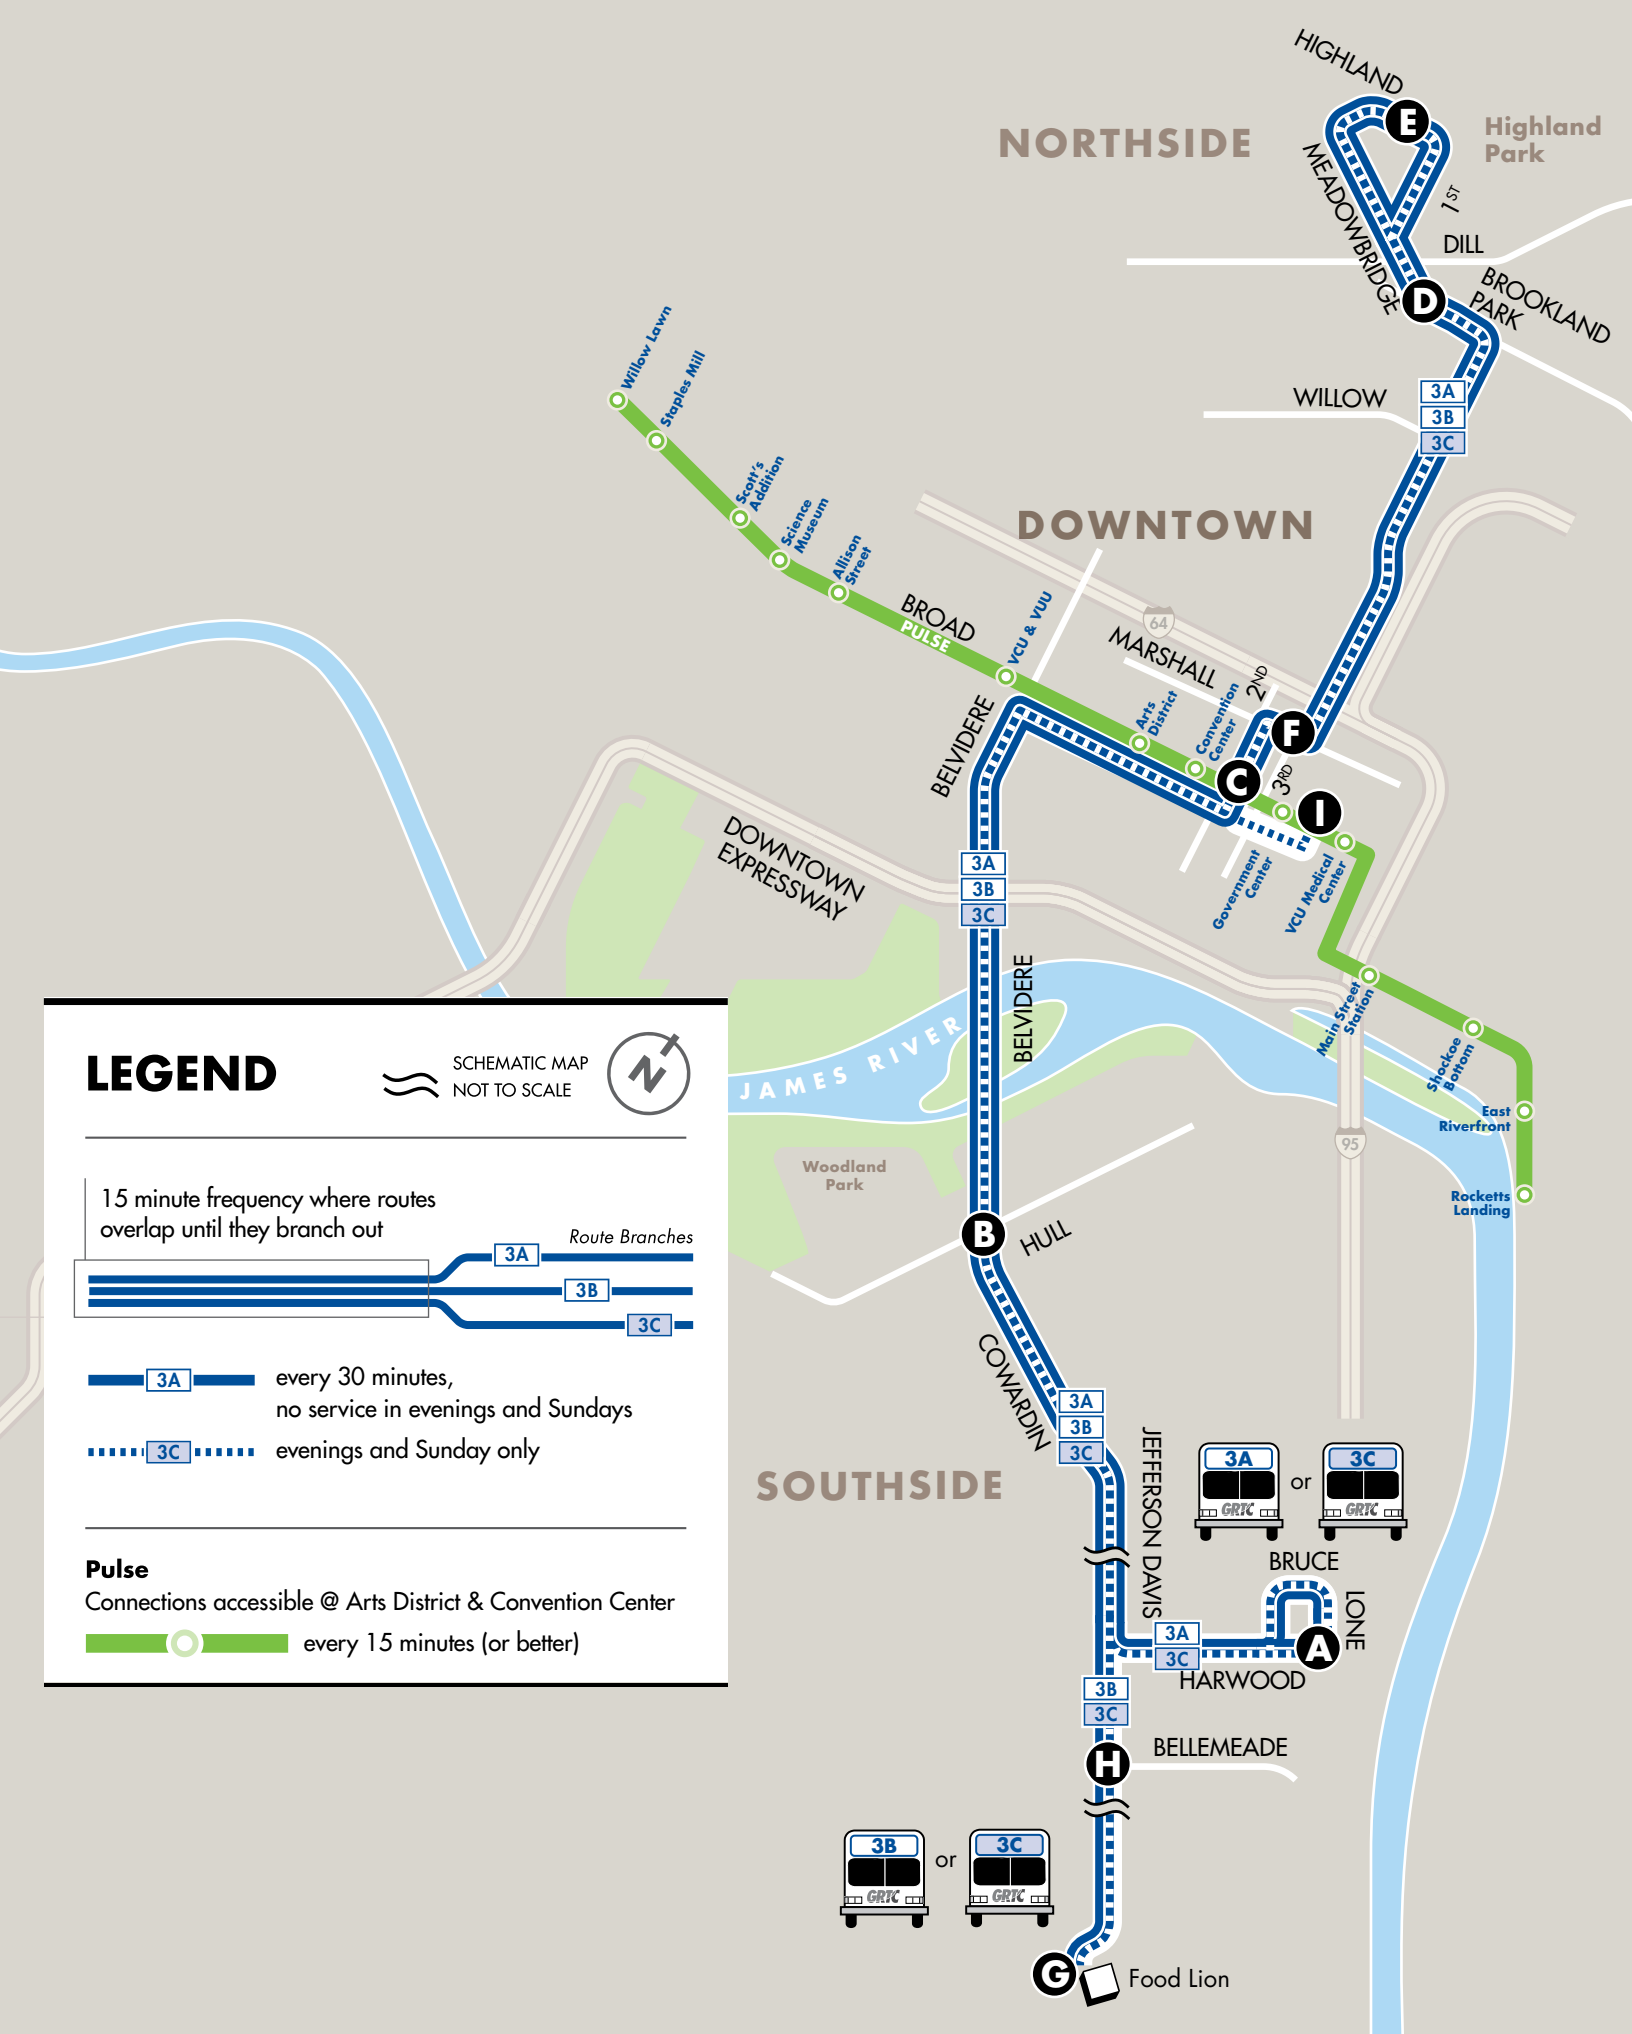 HIGHLAND
E
NORTHSIDE
Highland
Park
MEADOWBRIDGE
1ST
DILL
D
BROOKLAND
PARK
WILLOW
3A
3B
3C
Willow Lawn
Staples Mill
Scott's
Addition
Science
Museum
Allison
Street
DOWNTOWN
BROAD
PULSE
VCU & VUU
64
MARSHALL
2ND
Arts
District
Convention
Center
F
C
3RD
I
BELVIDERE
Government
Center
VCU Medical
Center
DOWNTOWN
EXPRESSWAY
3A
3B
3C
BELVIDERE
JAMES RIVER
Main Street
Station
Shockoe
Bottom
East
Riverfront
95
Rocketts
Landing
Woodland
Park
B
HULL
COWARDIN
3A
3B
3C
SOUTHSIDE
JEFFERSON DAVIS
3A
GRTC
or
3C
GRTC
BRUCE
LONE
3A
3C
A
HARWOOD
3B
3C
H
BELLEMEADE
3B
GRTC
or
3C
GRTC
G
Food Lion
LEGEND
SCHEMATIC MAP
NOT TO SCALE
N
15 minute frequency where routes
overlap until they branch out
Route Branches
3A
3B
3C
3A
every 30 minutes,
no service in evenings and Sundays
3C
evenings and Sunday only
Pulse
Connections accessible @ Arts District & Convention Center
every 15 minutes (or better)